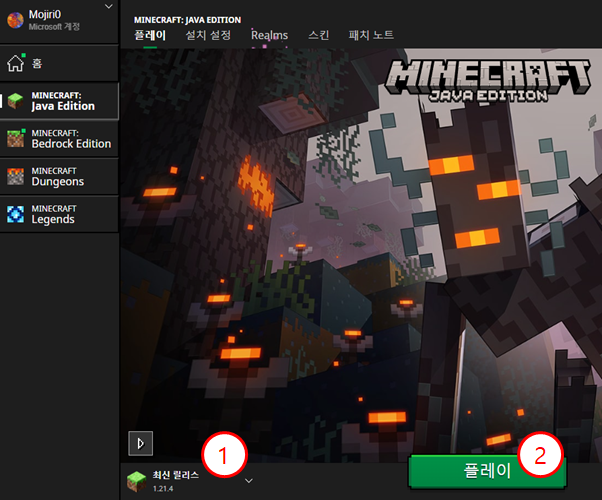 Mojiri0
Microsoft 계정
홈
MINECRAFT:
Java Edition
MINECRAFT:
Bedrock Edition
MINECRAFT
Dungeons
MINECRAFT
Legends
MINECRAFT: JAVA EDITION
플레이 설치 설정 Realms 스킨 패치 노트
MINECRAFT
JAVA EDITION
최신 릴리스
1.21.4
1
플레이
2